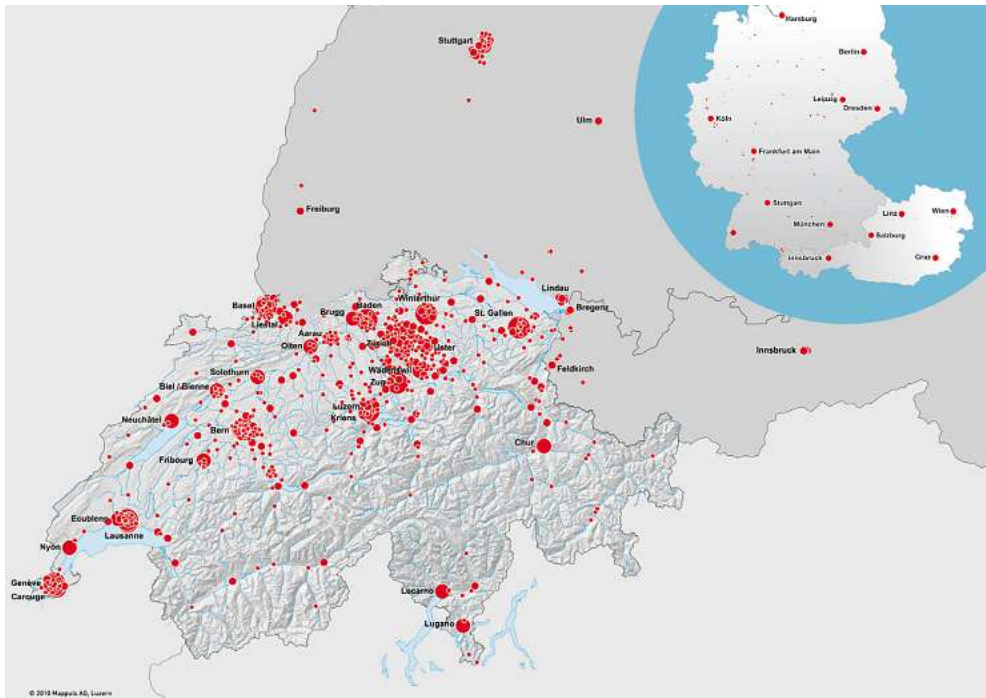 Hamburg
Berlin
Leipzig
Dresden
Köln
Frankfurt am Main
Stuttgart
München
Linz
Wien
Salzburg
Innsbruck
Graz
Stuttgart
Ulm
Freiburg
Lindau
Bregenz
Basel
Liestal
Brugg
Baden
Winterthur
St. Gallen
Aarau
Olten
Zürich
Uster
Innsbruck
Feldkirch
Wädenswil
Zug
Solothurn
Biel / Bienne
Luzern
Kriens
Neuchâtel
Bern
Chur
Fribourg
Ecublens
Lausanne
Nyon
Genève
Carouge
Locarno
Lugano
© 2010 Mappuls AG, Luzern